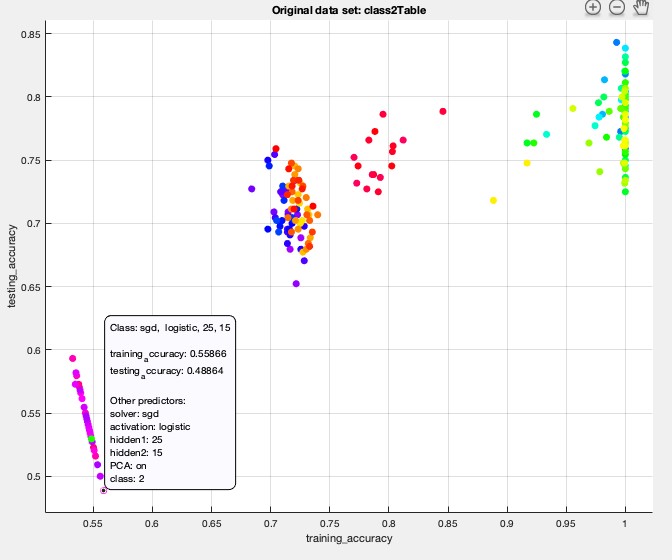 Original data set: class2Table
0.85
0.8
0.75
0.7
0.65
0.6
0.55
0.5
testing_accuracy
Class: sgd, logistic, 25, 15
trainingaccuracy: 0.55866
testingaccuracy: 0.48864
Other predictors:
solver: sgd
activation: logistic
hidden1: 25
hidden2: 15
PCA: on
class: 2
0.55 0.6 0.65 0.7 0.75 0.8 0.85 0.9 0.95 1
training_accuracy